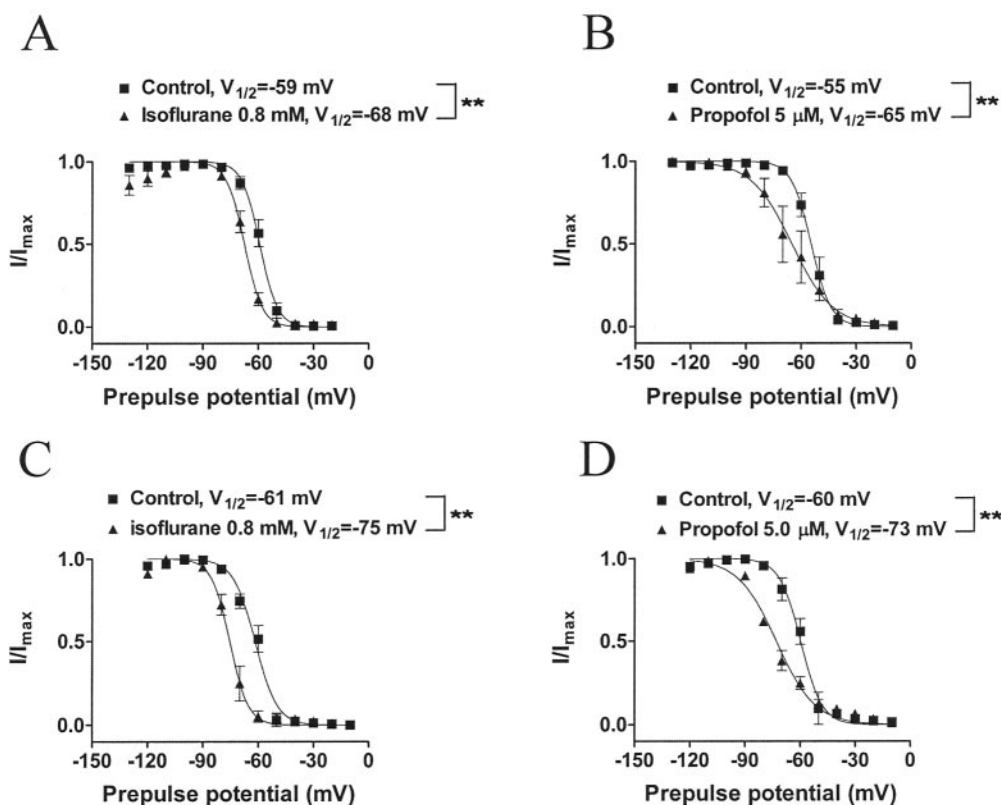 A
Control, V1/2=-59 mV
Isoflurane 0.8 mM, V1/2=-68 mV
**
I/Imax
1.0
0.5
0.0
-150 -120 -90 -60 -30 0
Prepulse potential (mV)
B
Control, V1/2=-55 mV
Propofol 5 μM, V1/2=-65 mV
**
I/Imax
1.0
0.5
0.0
-150 -120 -90 -60 -30 0
Prepulse potential (mV)
C
Control, V1/2=-61 mV
isoflurane 0.8 mM, V1/2=-75 mV
**
I/Imax
1.0
0.5
0.0
-150 -120 -90 -60 -30 0
Prepulse potential (mV)
D
Control, V1/2=-60 mV
Propofol 5.0 μM, V1/2=-73 mV
**
I/Imax
1.0
0.5
0.0
-150 -120 -90 -60 -30 0
Prepulse potential (mV)